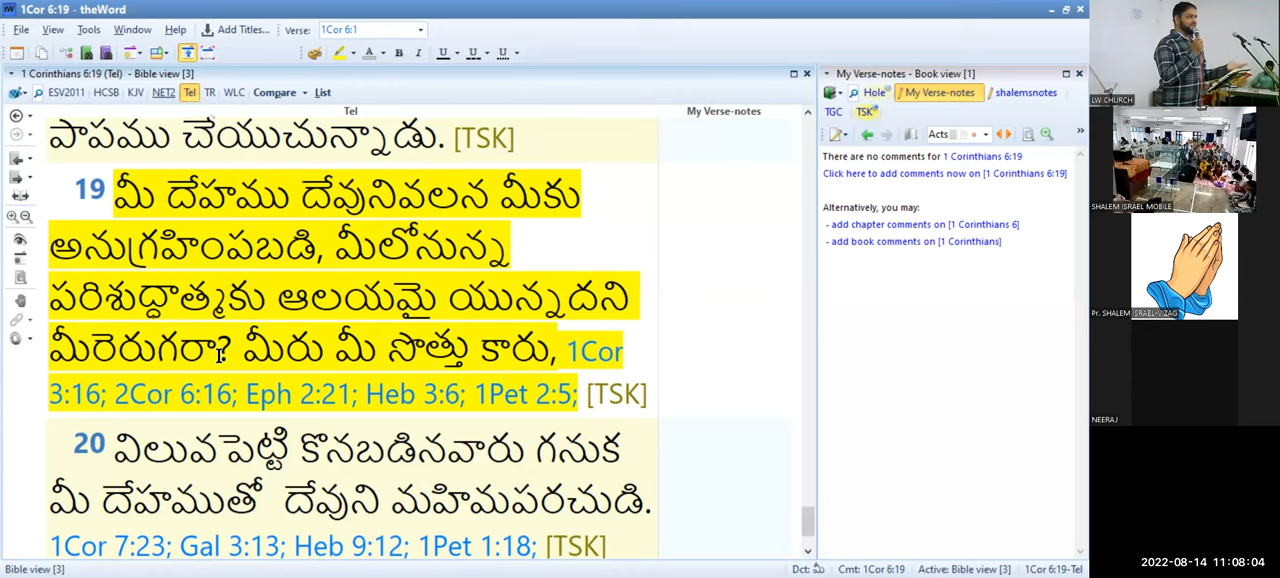 1Cor 6:19 - theWord
File View Tools Window Help Add Titles... Verse: 1Cor 6:1
1 Corinthians 6:19 (Tel) - Bible view [3]
ESV2011 HCSB KJV NET2 Tel TR WLC Compare List
Tel My Verse-notes
పాపము చేయుచున్నాడు. [TSK]
19 మీ దేహము దేవునివలన మీకు
అనుగ్రహింపబడి, మీలోనున్న
పరిశుద్ధాత్మకు ఆలయమై యున్నదని
మీరెరుగరా? మీరు మీ సొత్తు కారు, 1Cor
3:16; 2Cor 6:16; Eph 2:21; Heb 3:6; 1Pet 2:5; [TSK]
20 విలువపెట్టి కొనబడినవారు గనుక
మీ దేహముతో దేవుని మహిమపరచుడి.
1Cor 7:23; Gal 3:13; Heb 9:12; 1Pet 1:18; [TSK]
My Verse-notes - Book view [1]
Hole My Verse-notes shalemsnotes
TGC TSK
Acts
There are no comments for 1 Corinthians 6:19
Click here to add comments now on [1 Corinthians 6:19]
Alternatively, you may:
- add chapter comments on [1 Corinthians 6]
- add book comments on [1 Corinthians]
LW CHURCH
SHALEM ISRAEL MOBILE
Pr. SHALEM ISRAEL-VIZAG
NEERAJ
2022-08-14 11:08:04
Bible view [3] Dct: మీ Cmt: 1Cor 6:19 Active: Bible view [3] 1Cor 6:19-Tel